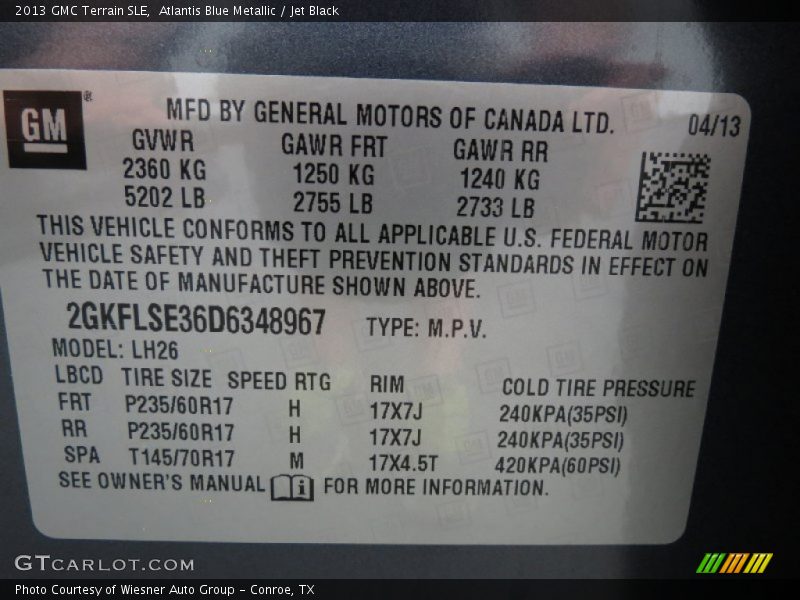 2013 GMC Terrain SLE,  Atlantis Blue Metallic / Jet Black
GM®
MFD BY GENERAL MOTORS OF CANADA LTD. 04/13
GVWR GAWR FRT GAWR RR
2360 KG 1250 KG 1240 KG
5202 LB 2755 LB 2733 LB
THIS VEHICLE CONFORMS TO ALL APPLICABLE U.S. FEDERAL MOTOR
VEHICLE SAFETY AND THEFT PREVENTION STANDARDS IN EFFECT ON
THE DATE OF MANUFACTURE SHOWN ABOVE.
2GKFLSE36D6348967 TYPE: M.P.V.
MODEL: LH26
LBCD TIRE SIZE SPEED RTG RIM COLD TIRE PRESSURE
FRT P235/60R17 H 17X7J 240KPA(35PSI)
RR P235/60R17 H 17X7J 240KPA(35PSI)
SPA T145/70R17 M 17X4.5T 420KPA(60PSI)
SEE OWNER'S MANUAL i FOR MORE INFORMATION.
GTCARLOT.COM
Photo Courtesy of Wiesner Auto Group - Conroe, TX